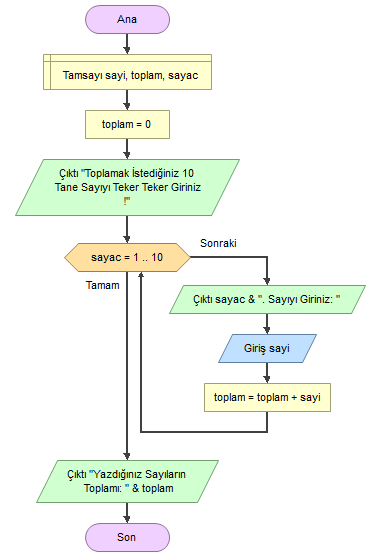 Ana
Tamsayı sayi, toplam, sayac
toplam = 0
Çıktı "Toplamak İstediğiniz 10
Tane Sayıyı Teker Teker Giriniz
!"
sayac = 1 .. 10
Sonraki
Tamam
Çıktı sayac & ". Sayıyı Giriniz: "
Giriş sayi
toplam = toplam + sayi
Çıktı "Yazdığınız Sayıların
Toplamı: " & toplam
Son